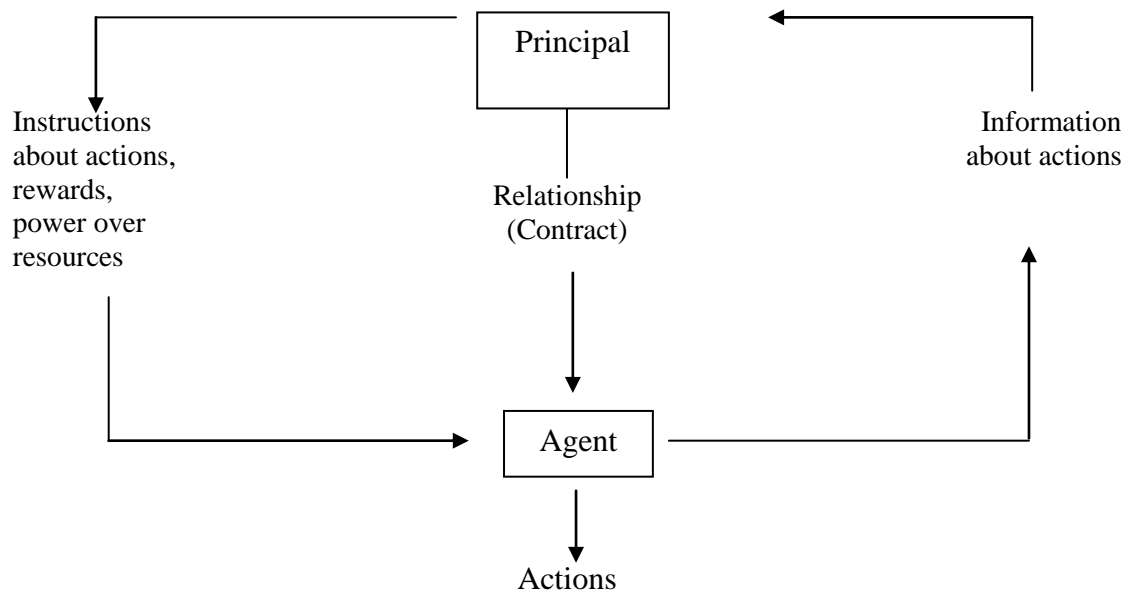 Principal
Instructions
about actions,
rewards,
power over
resources
Information
about actions
Relationship
(Contract)
Agent
Actions